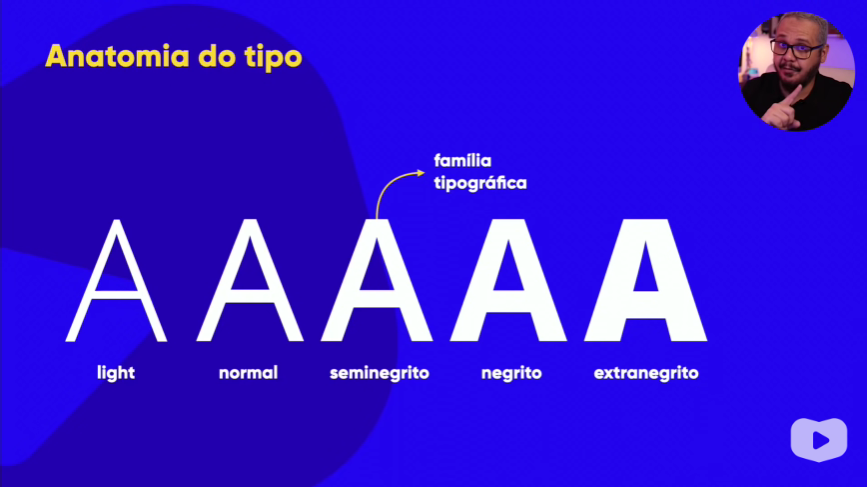 Anatomia do tipo
família
tipográfica
A A A A A
light normal seminegrito negrito extranegrito